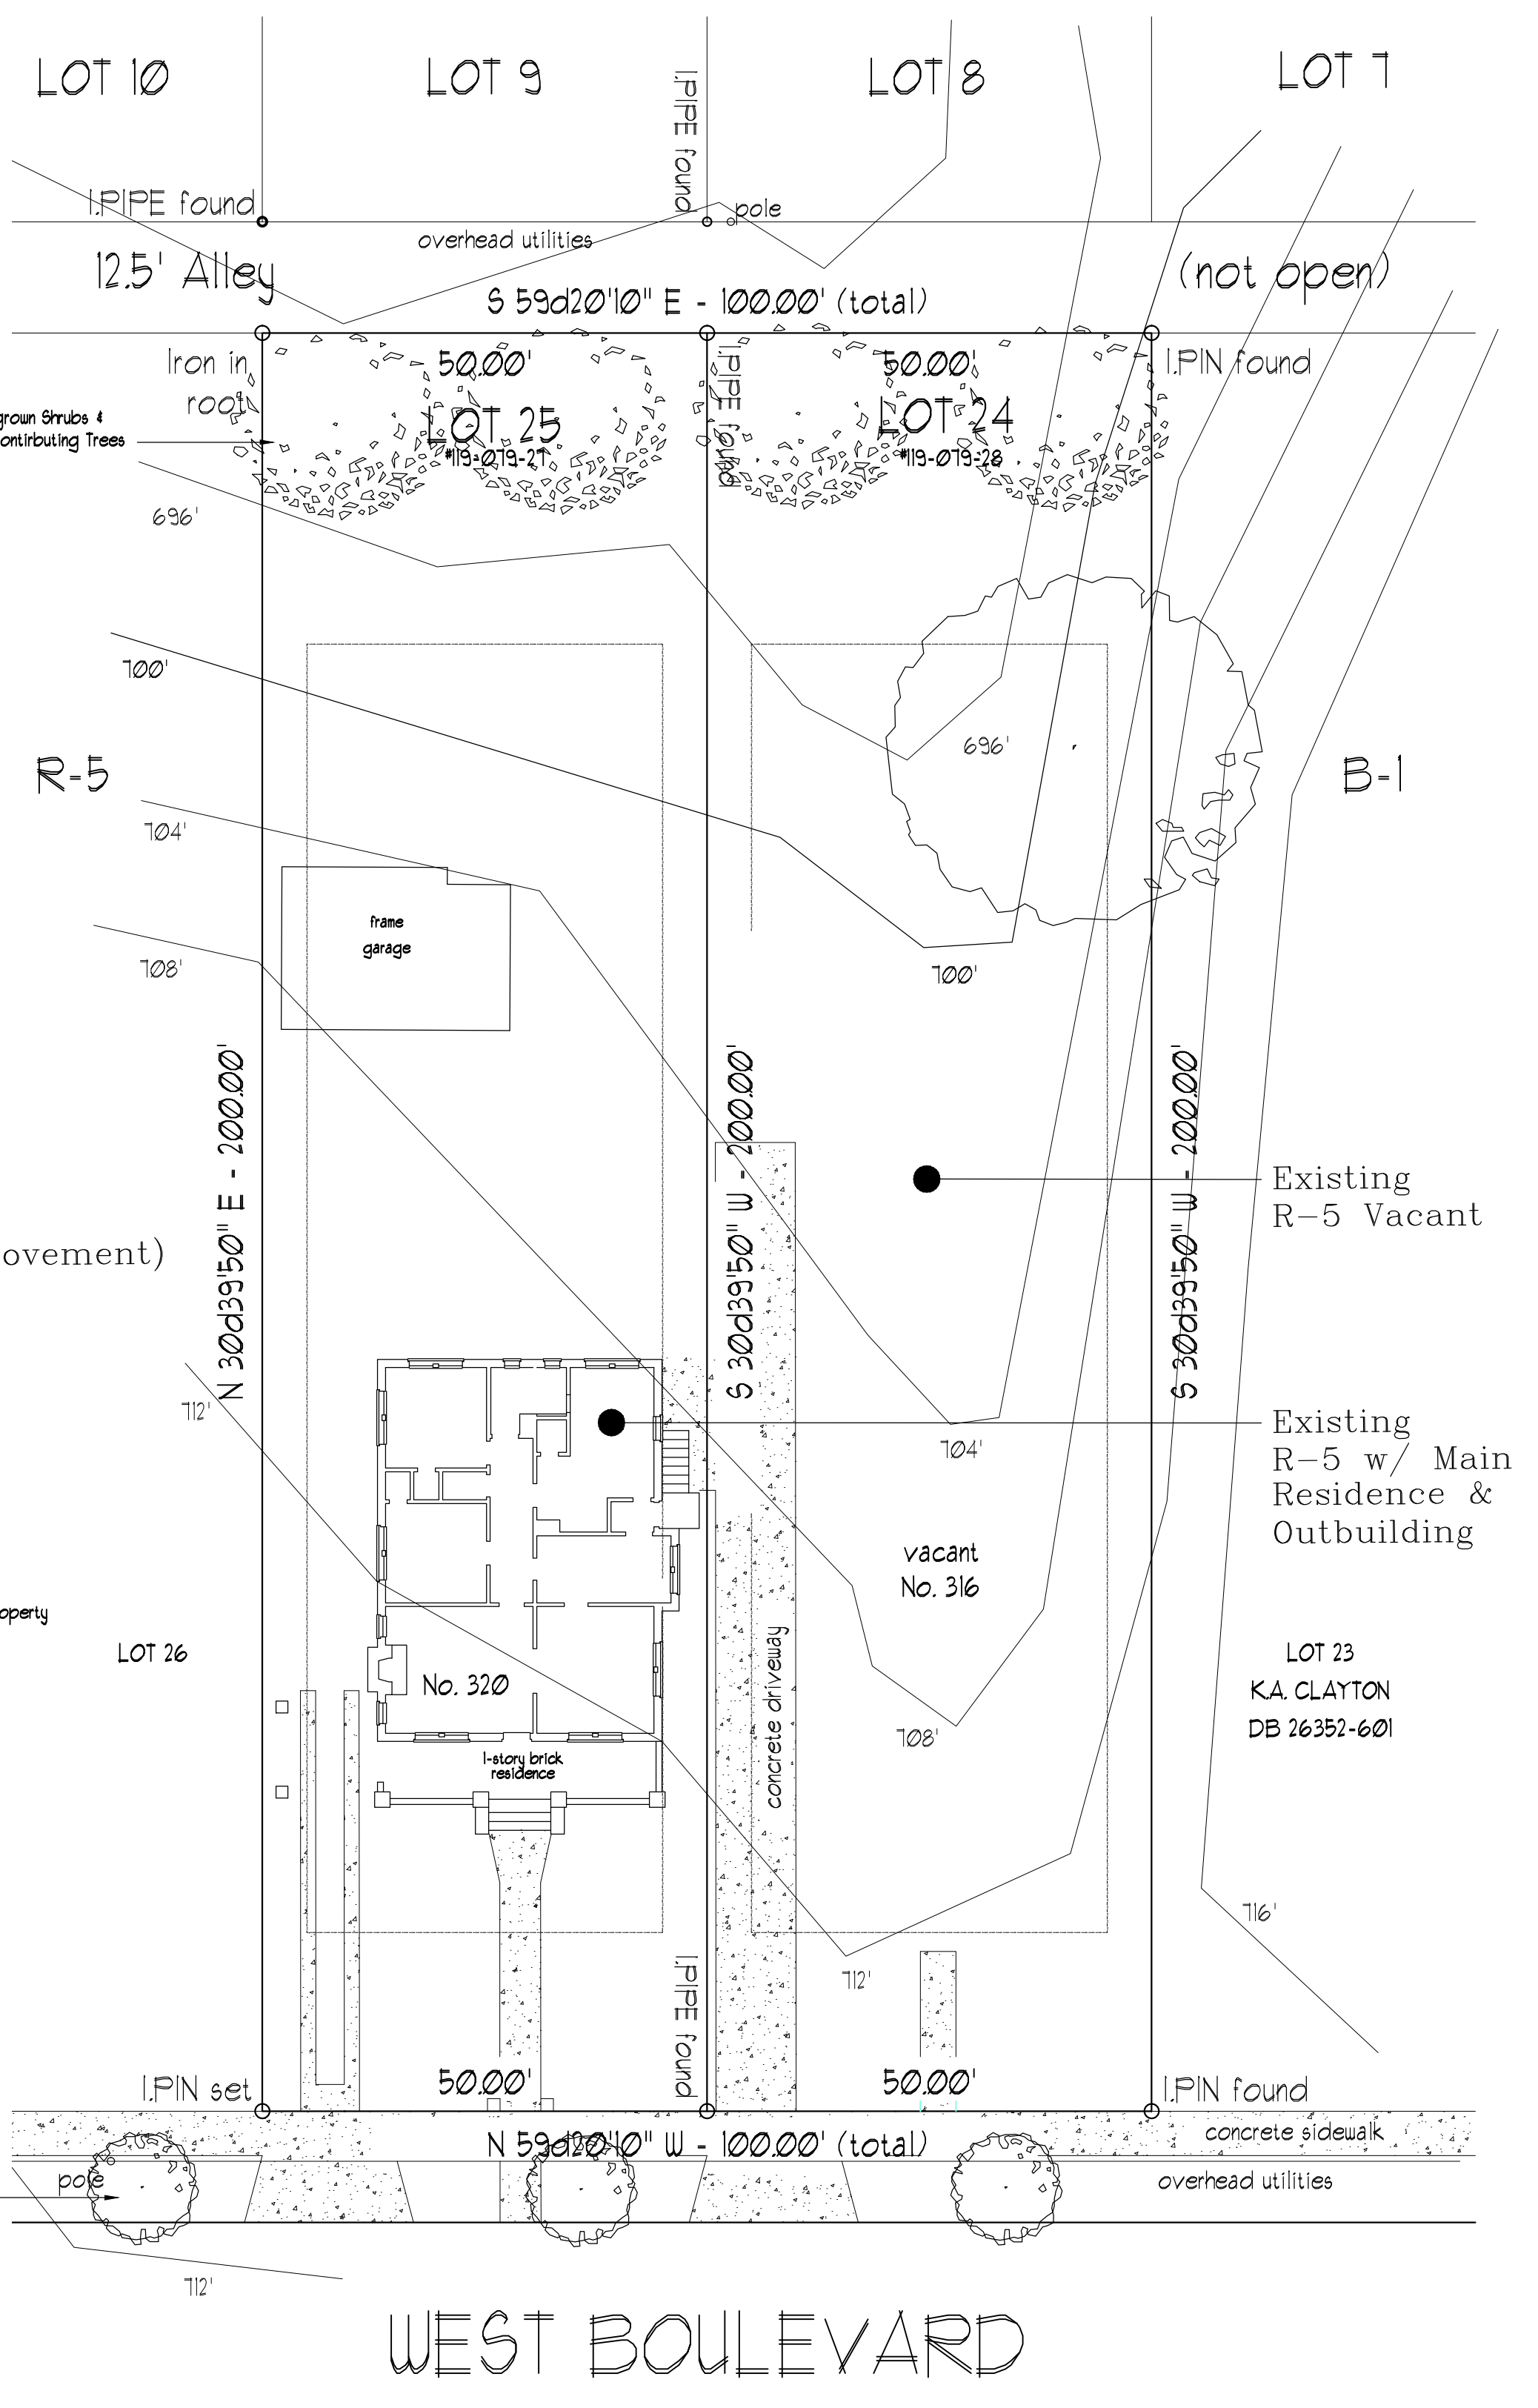 LOT 10
LOT 9
LOT 8
LOT 7
I.PIPE found
I.PIPE found
pole
overhead utilities
12.5' Alley
(not open)
S 59d20'10" E - 100.00' (total)
Iron in
root
50.00'
I.PIPE found
50.00'
I.PIN found
grown Shrubs &
ontirbuting Trees
LOT 25
#119-079-27
LOT 24
#119-079-28
696'
700'
696'
R-5
B-1
704'
frame
garage
708'
700'
N 30d39'50" E - 200.00'
S 30d39'50" W - 200.00'
S 30d39'50" W - 200.00'
Existing
R-5 Vacant
ovement)
712'
704'
Existing
R-5 w/ Main
Residence &
Outbuilding
vacant
No. 316
operty
LOT 26
No. 320
concrete driveway
LOT 23
K.A. CLAYTON
DB 26352-601
708'
1-story brick
residence
716'
712'
I.PIPE found
I.PIN set
50.00'
50.00'
I.PIN found
N 59d20'10" W - 100.00' (total)
concrete sidewalk
pole
overhead utilities
712'
WEST BOULEVARD